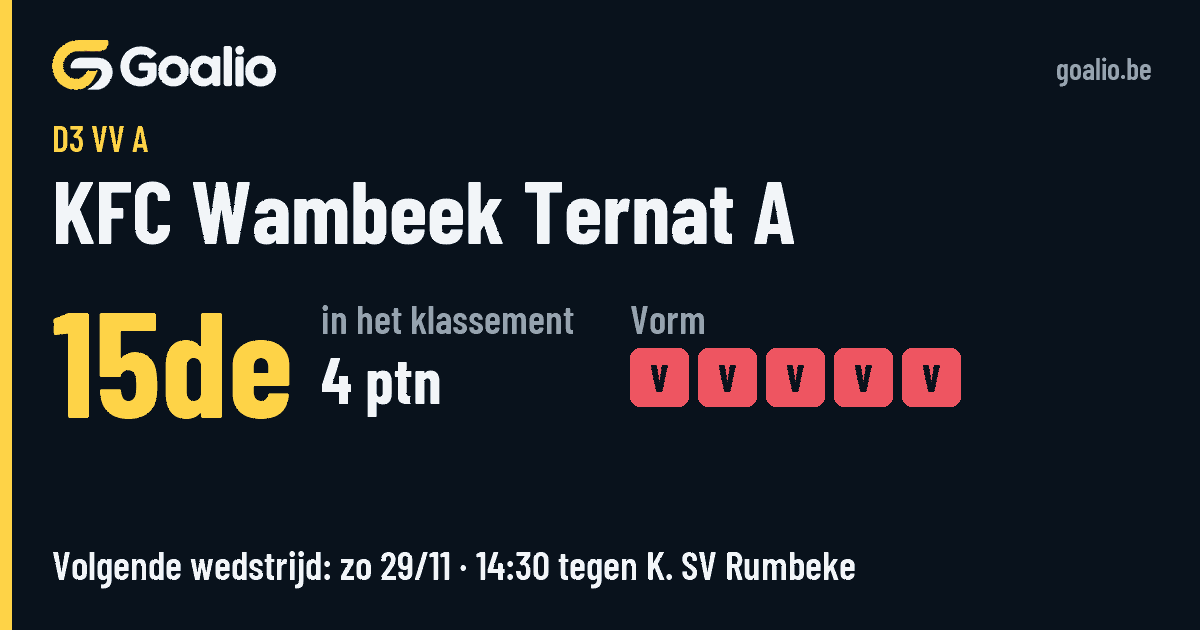 Goalio
goalio.be
D3 VV A
KFC Wambeek Ternat A
15de
in het klassement
4 ptn
Vorm
V V V V V
Volgende wedstrijd: zo 29/11 · 14:30 tegen K. SV Rumbeke